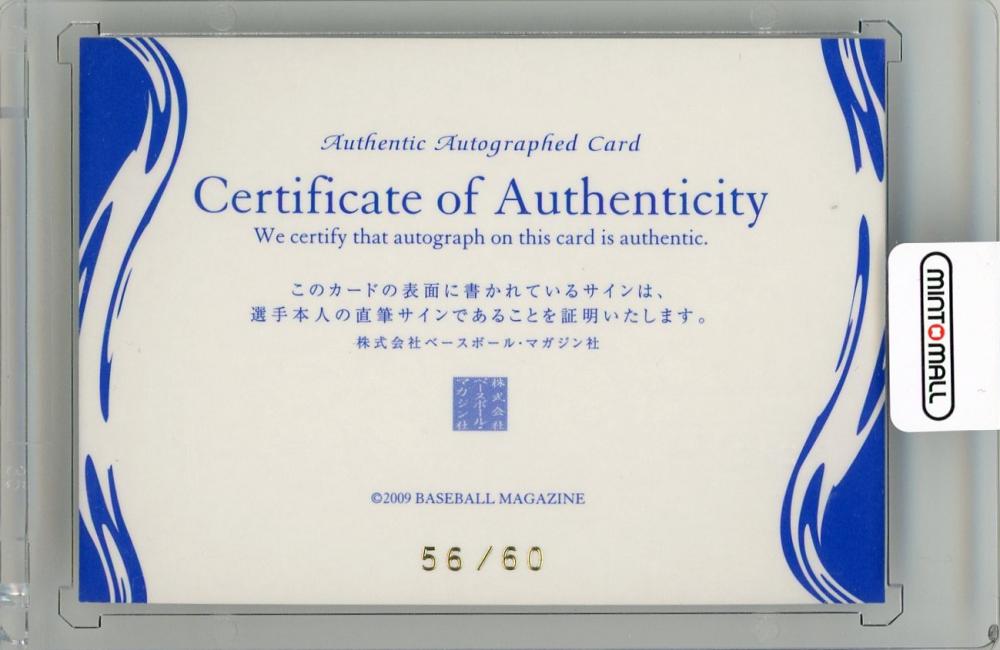 Authentic Autographed Card
Certificate of Authenticity
We certify that autograph on this card is authentic.
このカードの表面に書かれているサインは、
選手本人の直筆サインであることを証明いたします。
株式会社ベースボール・マガジン社
株式会社
ベースボール・
マガジン社
©2009 BASEBALL MAGAZINE
56/60
MINTMALL